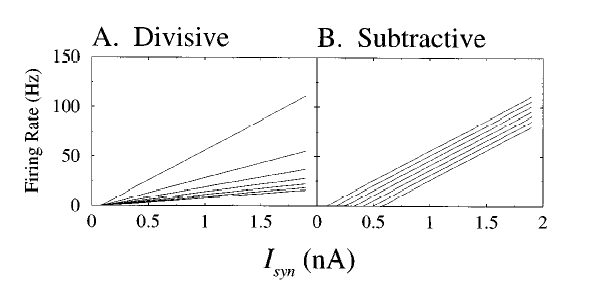 A. Divisive
B. Subtractive
Firing Rate (Hz)
150
100
50
0
0 0.5 1 1.5 0 0.5 1 1.5 2
I_syn (nA)